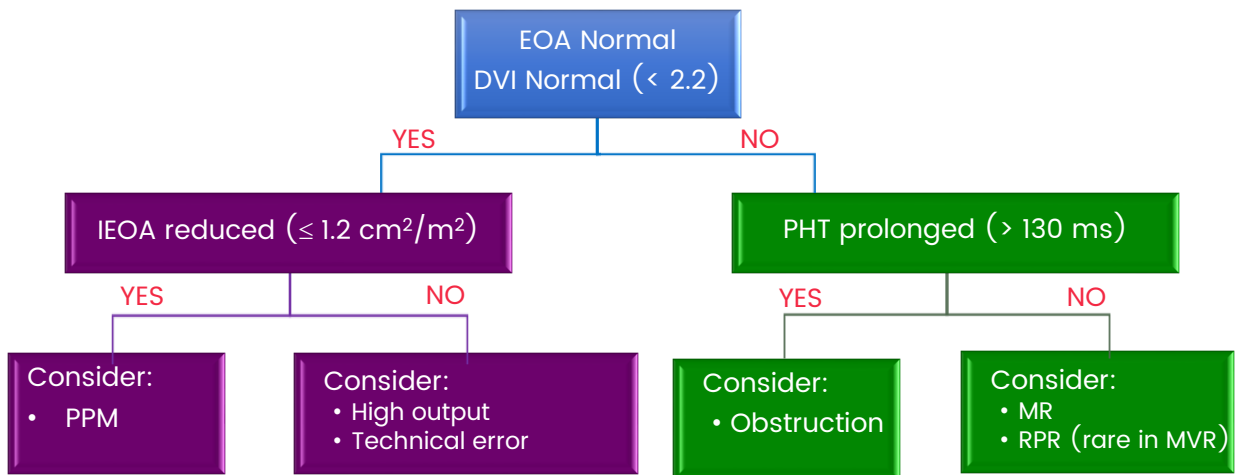 EOA Normal
DVI Normal (< 2.2)
YES
NO
IEOA reduced (≤ 1.2 cm²/m²)
PHT prolonged (> 130 ms)
YES
NO
YES
NO
Consider:
• PPM
Consider:
• High output
• Technical error
Consider:
• Obstruction
Consider:
• MR
• RPR (rare in MVR)